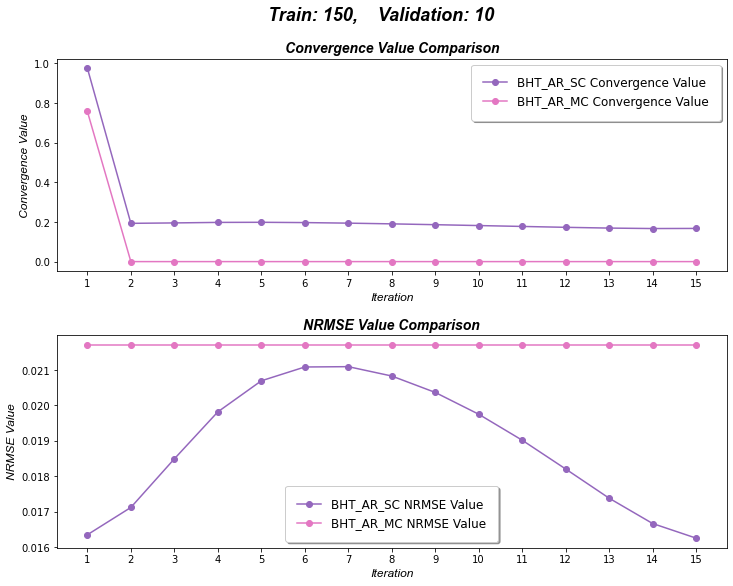 Train: 150,    Validation: 10
Convergence Value Comparison
Convergence Value
1.0
0.8
0.6
0.4
0.2
0.0
BHT_AR_SC Convergence Value
BHT_AR_MC Convergence Value
1 2 3 4 5 6 7 8 9 10 11 12 13 14 15
Iteration
NRMSE Value Comparison
NRMSE Value
0.021
0.020
0.019
0.018
0.017
0.016
BHT_AR_SC NRMSE Value
BHT_AR_MC NRMSE Value
1 2 3 4 5 6 7 8 9 10 11 12 13 14 15
Iteration